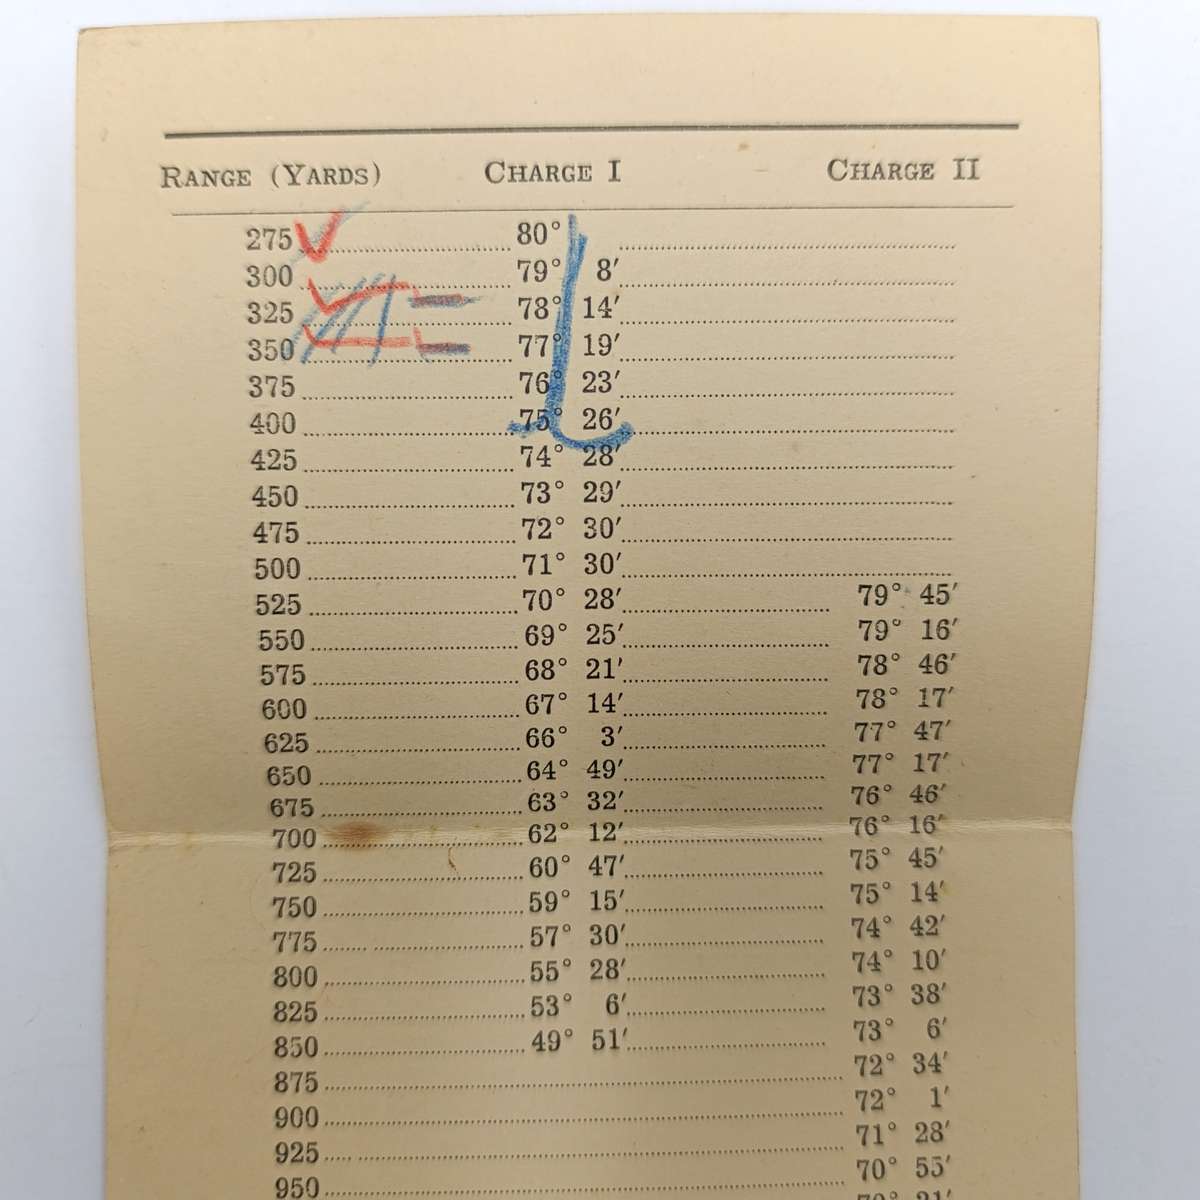 RANGE (YARDS) CHARGE I CHARGE II
275 80°
300 79° 8′
325 78° 14′
350 77° 19′
375 76° 23′
400 75° 26′
425 74° 28′
450 73° 29′
475 72° 30′
500 71° 30′
525 70° 28′ 79° 45′
550 69° 25′ 79° 16′
575 68° 21′ 78° 46′
600 67° 14′ 78° 17′
625 66° 3′ 77° 47′
650 64° 49′ 77° 17′
675 63° 32′ 76° 46′
700 62° 12′ 76° 16′
725 60° 47′ 75° 45′
750 59° 15′ 75° 14′
775 57° 30′ 74° 42′
800 55° 28′ 74° 10′
825 53° 6′ 73° 38′
850 49° 51′ 73° 6′
875 72° 34′
900 72° 1′
925 71° 28′
950 70° 55′